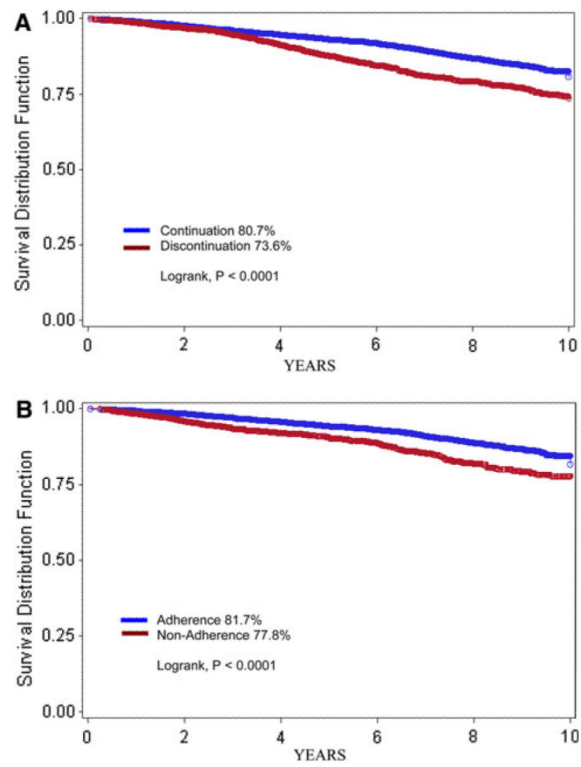 A
1.00
0.75
0.50
0.25
0.00
Survival Distribution Function
Continuation 80.7%
Discontinuation 73.6%
Logrank, P < 0.0001
0 2 4 6 8 10
YEARS
B
1.00
0.75
0.50
0.25
0.00
Survival Distribution Function
Adherence 81.7%
Non-Adherence 77.8%
Logrank, P < 0.0001
0 2 4 6 8 10
YEARS